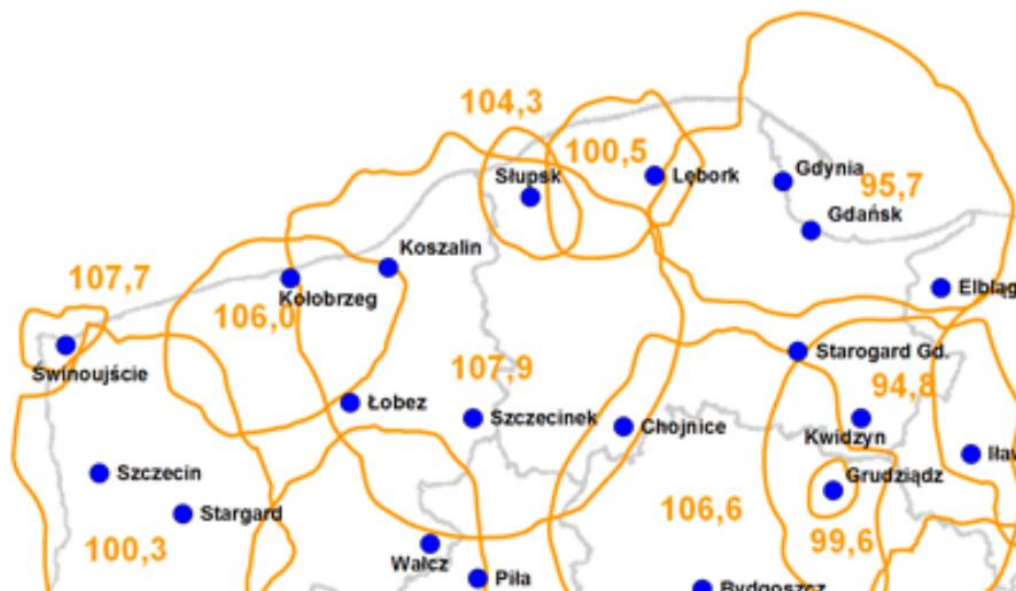 104,3
100,5
Słupsk
Lębork
Gdynia
95,7
Gdańsk
Koszalin
107,7
Kołobrzeg
106,0
Elbląg
Świnoujście
Starogard Gd.
107,9
94,8
Łobez
Szczecinek
Chojnice
Kwidzyn
Iław
Szczecin
Grudziądz
Stargard
106,6
100,3
99,6
Wałcz
Piła
Bydgoszcz